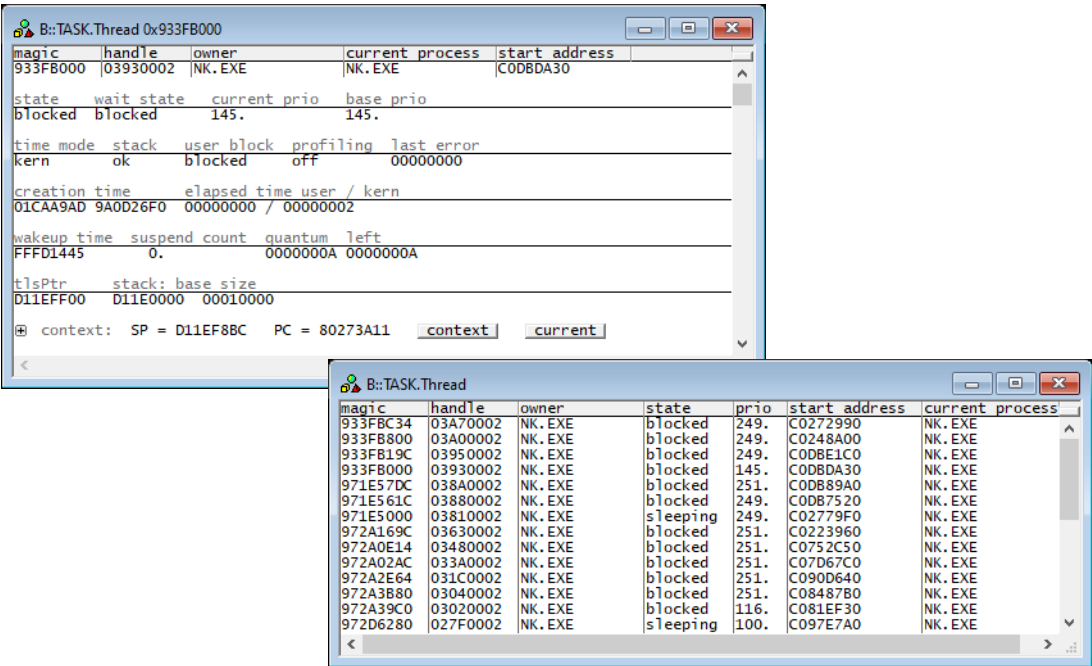 B::TASK.Thread 0x933FB000
magic handle owner current process start address
933FB000 03930002 NK.EXE NK.EXE C0DBDA30
state wait state current prio base prio
blocked blocked 145. 145.
time mode stack user block profiling last error
kern ok blocked off 00000000
creation time elapsed time user / kern
01CAA9AD 9A0D26F0 00000000 / 00000002
wakeup time suspend count quantum left
FFFD1445 0. 0000000A 0000000A
tlsPtr stack: base size
D11EFF00 D11E0000 00010000
context: SP = D11EF8BC PC = 80273A11 context current
B::TASK.Thread
magic handle owner state prio start address current process
933FBC34 03A70002 NK.EXE blocked 249. C0272990 NK.EXE
933FB800 03A00002 NK.EXE blocked 249. C0248A00 NK.EXE
933FB19C 03950002 NK.EXE blocked 249. C0DBE1C0 NK.EXE
933FB000 03930002 NK.EXE blocked 145. C0DBDA30 NK.EXE
971E57DC 038A0002 NK.EXE blocked 251. C0DB89A0 NK.EXE
971E561C 03880002 NK.EXE blocked 249. C0DB7520 NK.EXE
971E5000 03810002 NK.EXE sleeping 249. C02779F0 NK.EXE
972A169C 03630002 NK.EXE blocked 251. C0223960 NK.EXE
972A0E14 03480002 NK.EXE blocked 251. C0752C50 NK.EXE
972A02AC 033A0002 NK.EXE blocked 251. C07D67C0 NK.EXE
972A2E64 031C0002 NK.EXE blocked 251. C090D640 NK.EXE
972A3B80 03040002 NK.EXE blocked 251. C08487B0 NK.EXE
972A39C0 03020002 NK.EXE blocked 116. C081EF30 NK.EXE
972D6280 027F0002 NK.EXE sleeping 100. C097E7A0 NK.EXE